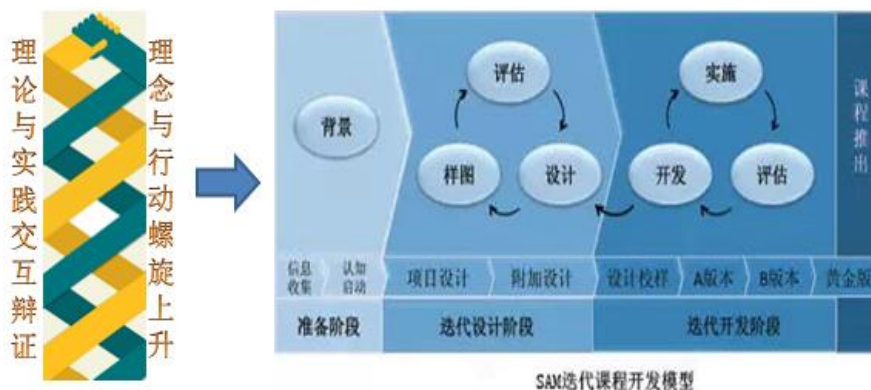 理论与实践交互辩证
理念与行动螺旋上升
背景
评估
样图
设计
实施
开发
评估
课程推出
信息
收集
认知
启动
项目设计
附加设计
设计校样
A版本
B版本
黄金版
准备阶段
迭代设计阶段
迭代开发阶段
SAM迭代课程开发模型